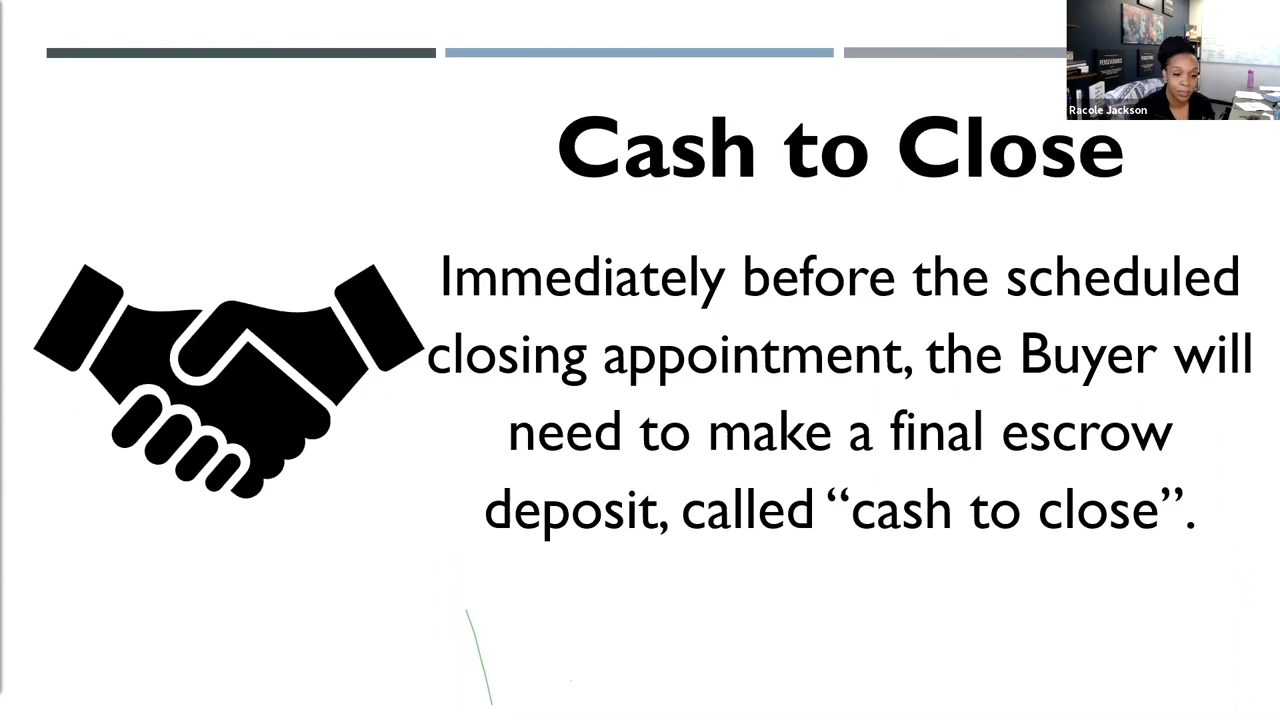 Racole Jackson
Cash to Close
Immediately before the scheduled
closing appointment, the Buyer will
need to make a final escrow
deposit, called “cash to close”.